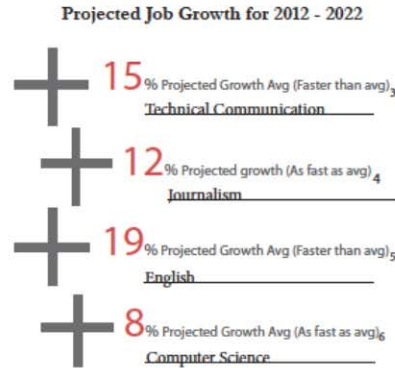 Projected Job Growth for 2012 - 2022
15% Projected Growth Avg (Faster than avg)3
Technical Communication
12% Projected growth (As fast as avg) 4
Journalism
19% Projected Growth Avg (Faster than avg)5
English
8% Projected Growth Avg (As fast as avg)6
Computer Science